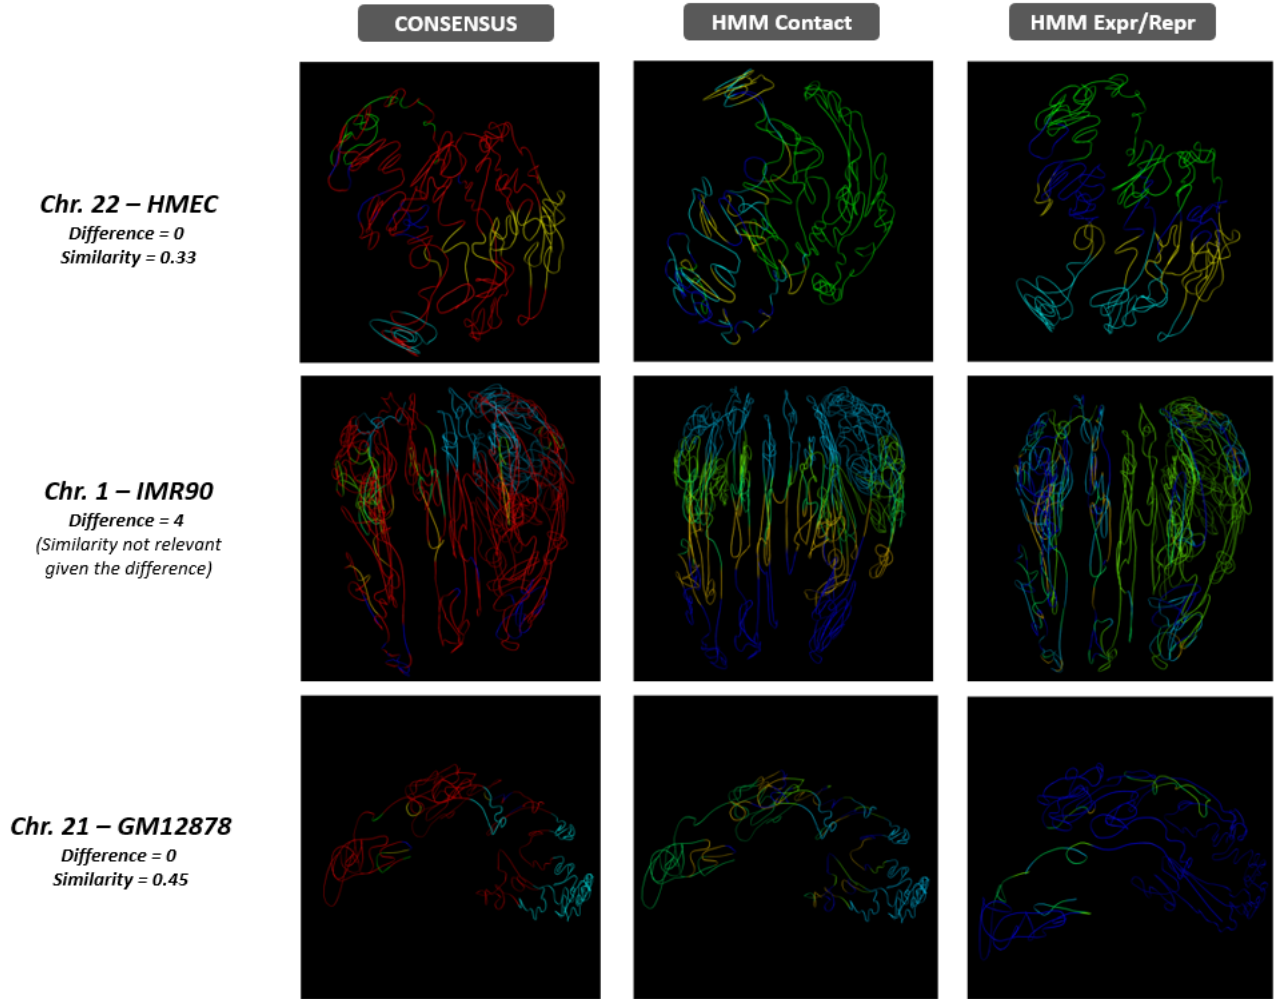 CONSENSUS
HMM Contact
HMM Expr/Repr
Chr. 22 – HMEC
Difference = 0
Similarity = 0.33
Chr. 1 – IMR90
Difference = 4
(Similarity not relevant
given the difference)
Chr. 21 – GM12878
Difference = 0
Similarity = 0.45